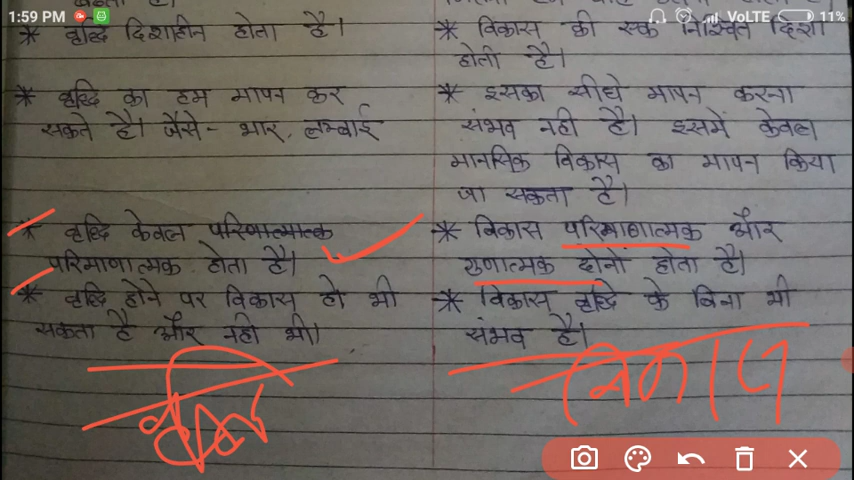 1:59 PM
VoLTE 11%
* वृद्धि दिशाहीन होता है।
* वृद्धि का हम मापन कर
सकते है। जैसे - भार, लम्बाई
* वृद्धि केवल परिणात्मात्क
परिमाणात्मक होता है।
* वृद्धि होने पर विकास हो भी
सकता है और नही भी।
* विकास की एक निश्चित दिशा
होती है।
* इसका सीधे मापन करना
संभव नही है। इसमें केवल
मानसिक विकास का मापन किया
जा सकता है।
* विकास परिमाणात्मक और
गुणात्मक दोनों होता है।
* विकास वृद्धि के बिना भी
संभव है।
विकास